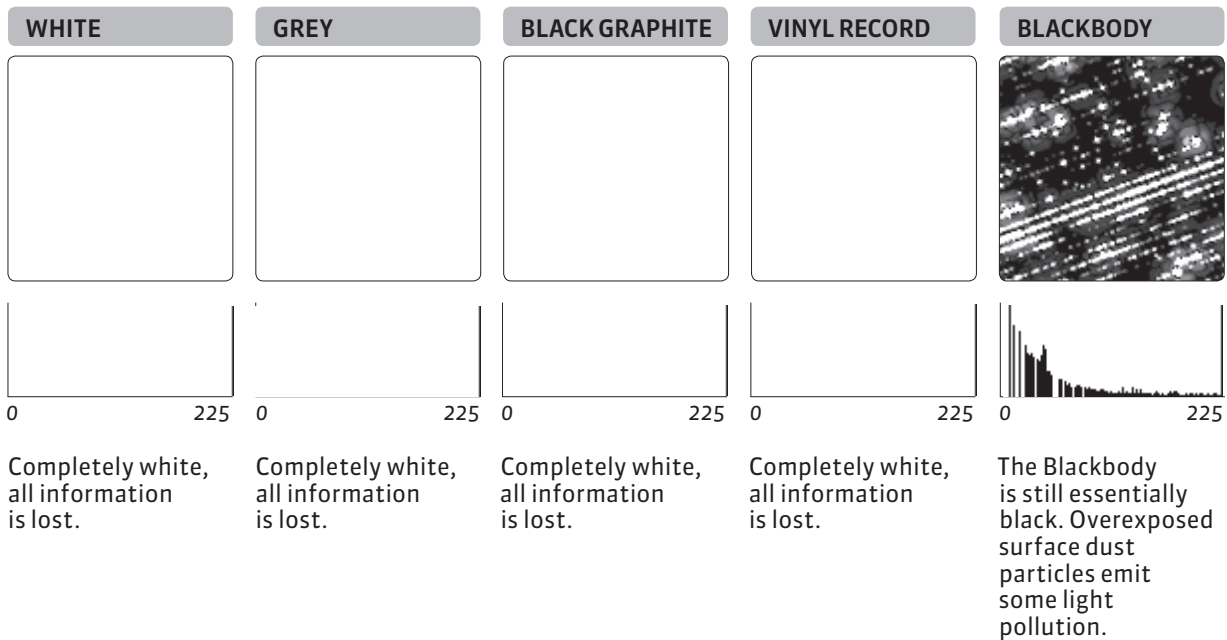 WHITE
GREY
BLACK GRAPHITE
VINYL RECORD
BLACKBODY
0 225
0 225
0 225
0 225
0 225
Completely white,
all information
is lost.
Completely white,
all information
is lost.
Completely white,
all information
is lost.
Completely white,
all information
is lost.
The Blackbody
is still essentially
black. Overexposed
surface dust
particles emit
some light
pollution.